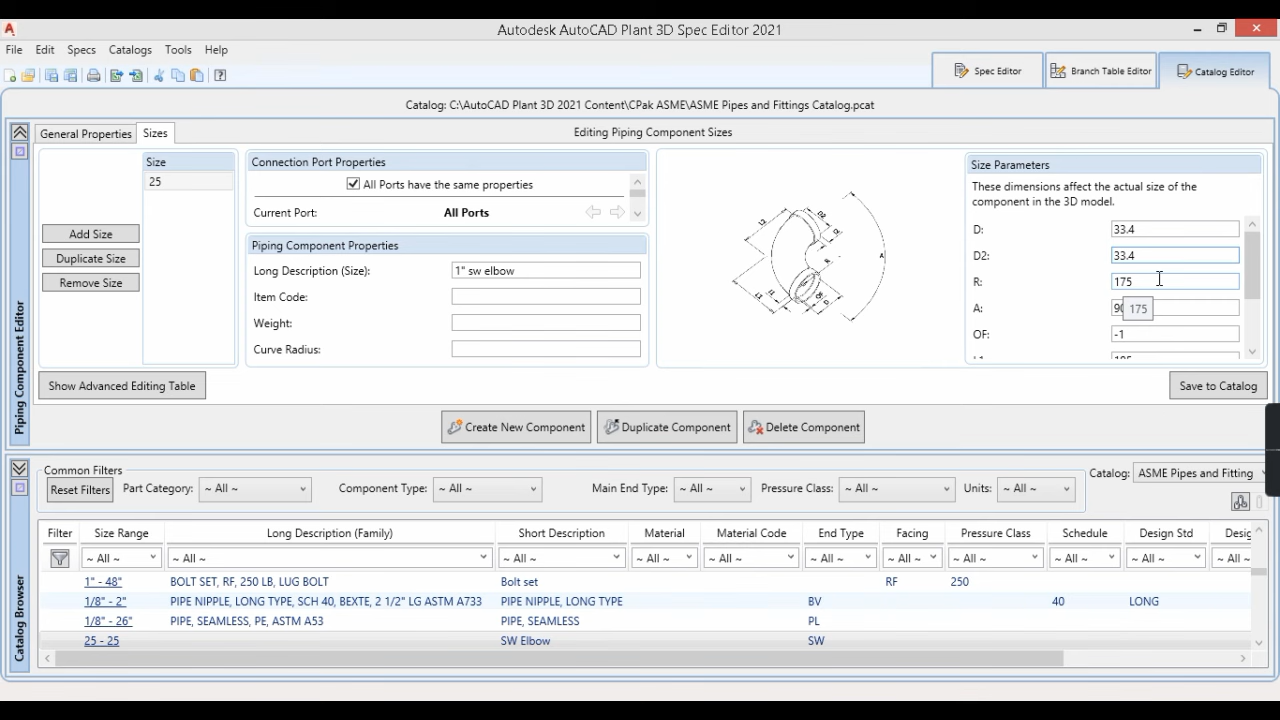 Autodesk AutoCAD Plant 3D Spec Editor 2021
File Edit Specs Catalogs Tools Help
Spec Editor Branch Table Editor Catalog Editor
Catalog: C:\AutoCAD Plant 3D 2021 Content\CPak ASME\ASME Pipes and Fittings Catalog.pcat
Piping Component Editor
General Properties Sizes
Editing Piping Component Sizes
Size
25
Add Size
Duplicate Size
Remove Size
Connection Port Properties
All Ports have the same properties
Current Port: All Ports
Piping Component Properties
Long Description (Size): 1" sw elbow
Item Code:
Weight:
Curve Radius:
Size Parameters
These dimensions affect the actual size of the
component in the 3D model.
D: 33.4
D2: 33.4
R: 175
A: 90
175
OF: -1
Show Advanced Editing Table
Save to Catalog
Create New Component Duplicate Component Delete Component
Catalog Browser
Common Filters
Reset Filters Part Category: ~ All ~ Component Type: ~ All ~ Main End Type: ~ All ~ Pressure Class: ~ All ~ Units: ~ All ~
Catalog: ASME Pipes and Fitting
Filter Size Range Long Description (Family) Short Description Material Material Code End Type Facing Pressure Class Schedule Design Std Desig
~ All ~ ~ All ~ ~ All ~ ~ All ~ ~ All ~ ~ All ~ ~ All ~ ~ All ~ ~ All ~ ~ All ~ ~ All ~
1" - 48" BOLT SET, RF, 250 LB, LUG BOLT Bolt set RF 250
1/8" - 2" PIPE NIPPLE, LONG TYPE, SCH 40, BEXTE, 2 1/2" LG ASTM A733 PIPE NIPPLE, LONG TYPE BV 40 LONG
1/8" - 26" PIPE, SEAMLESS, PE, ASTM A53 PIPE, SEAMLESS PL
25 - 25 SW Elbow SW